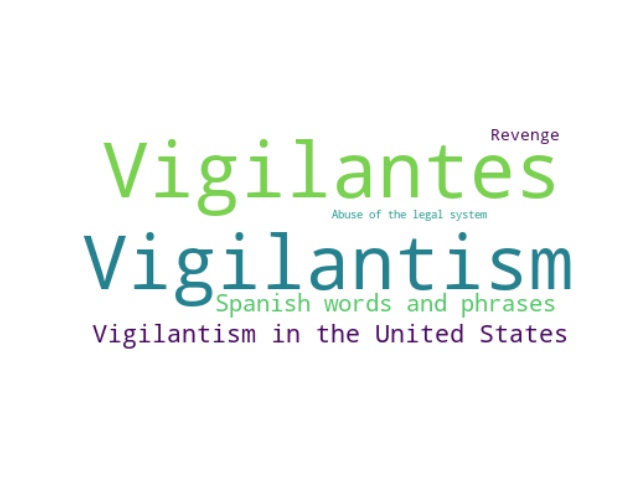 Revenge
Vigilantes
Abuse of the legal system
Vigilantism
Spanish words and phrases
Vigilantism in the United States